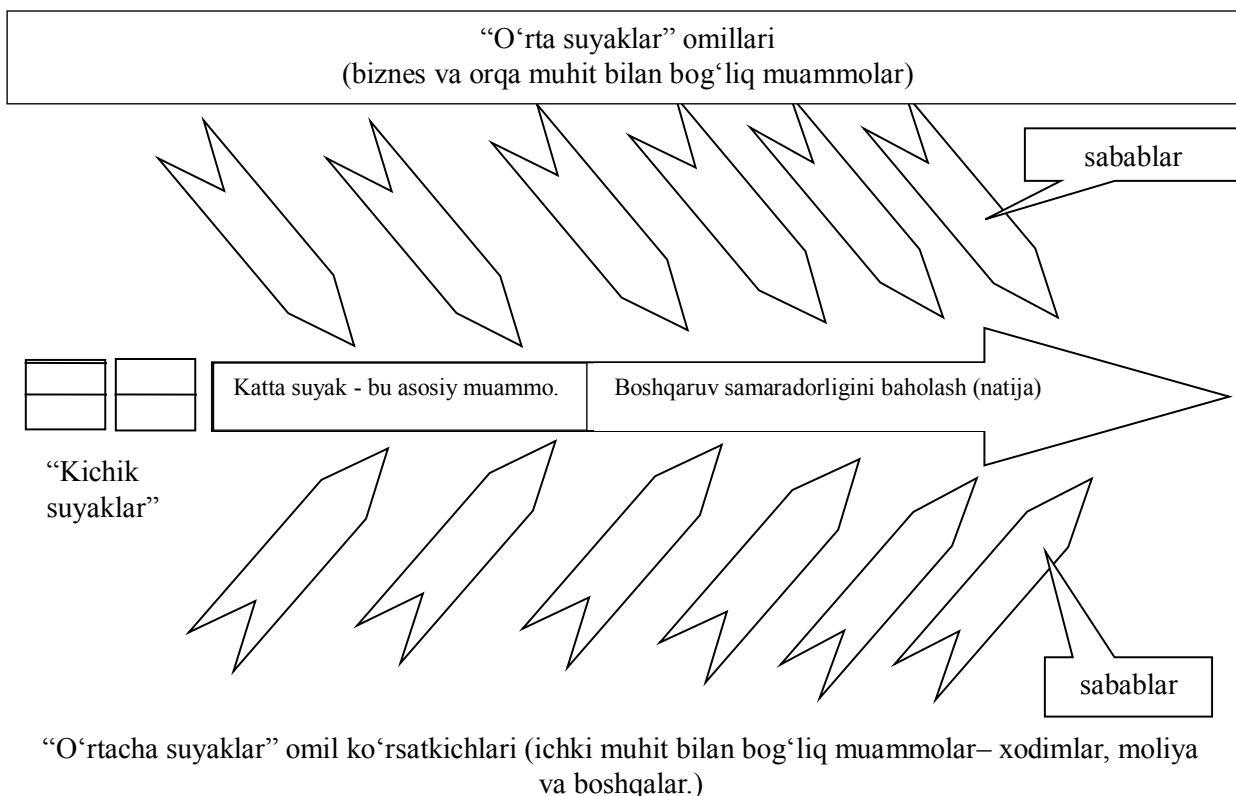 “O‘rta suyaklar” omillari
(biznes va orqa muhit bilan bog‘liq muammolar)
sabablar
Katta suyak - bu asosiy muammo.
Boshqaruv samaradorligini baholash (natija)
“Kichik
suyaklar”
sabablar
“O‘rtacha suyaklar” omil ko‘rsatkichlari (ichki muhit bilan bog‘liq muammolar– xodimlar, moliya
va boshqalar.)